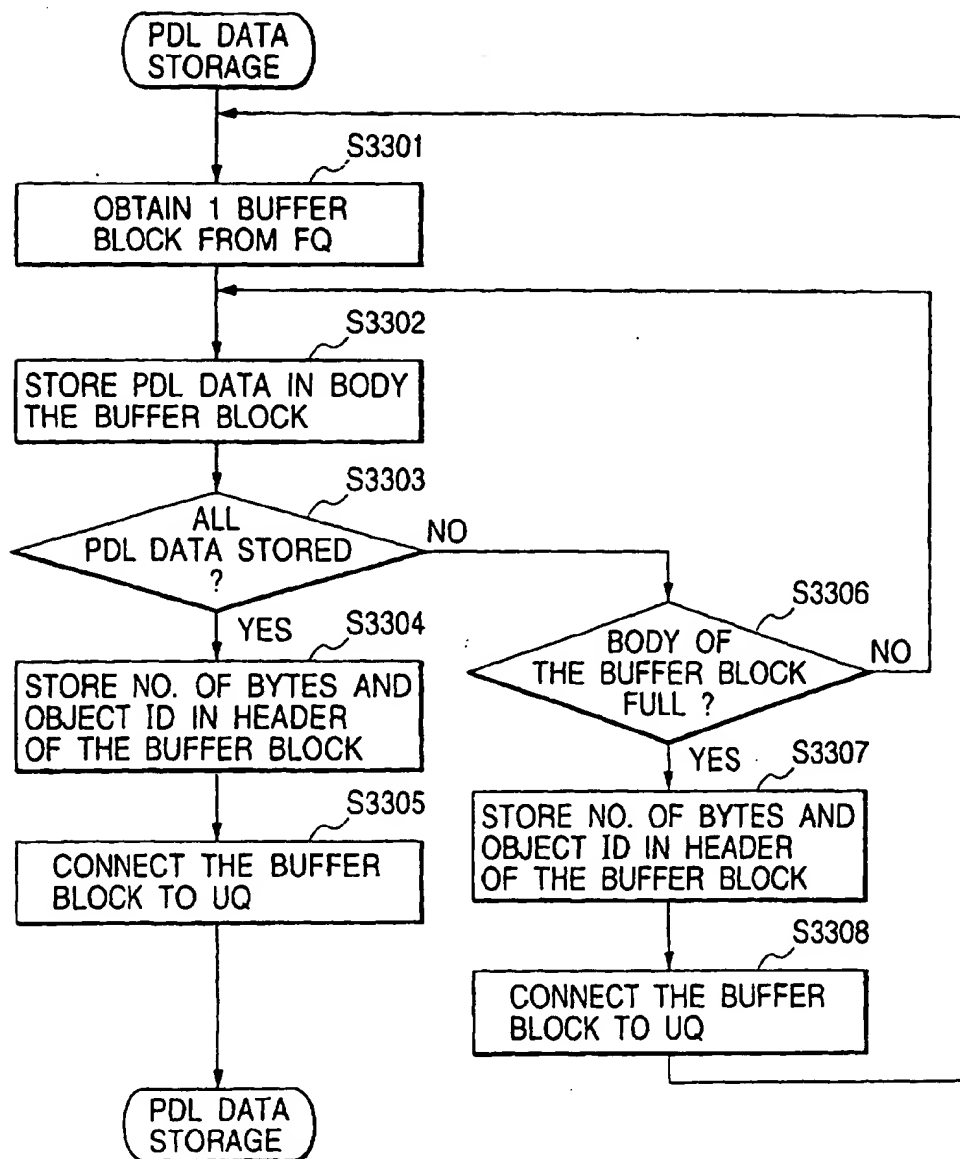 PDL DATA
STORAGE
S3301
OBTAIN 1 BUFFER
BLOCK FROM FQ
S3302
STORE PDL DATA IN BODY
THE BUFFER BLOCK
S3303
ALL
PDL DATA STORED
?
NO
YES
S3304
STORE NO. OF BYTES AND
OBJECT ID IN HEADER
OF THE BUFFER BLOCK
S3305
CONNECT THE BUFFER
BLOCK TO UQ
PDL DATA
STORAGE
S3306
BODY OF
THE BUFFER BLOCK
FULL ?
NO
YES
S3307
STORE NO. OF BYTES AND
OBJECT ID IN HEADER
OF THE BUFFER BLOCK
S3308
CONNECT THE BUFFER
BLOCK TO UQ